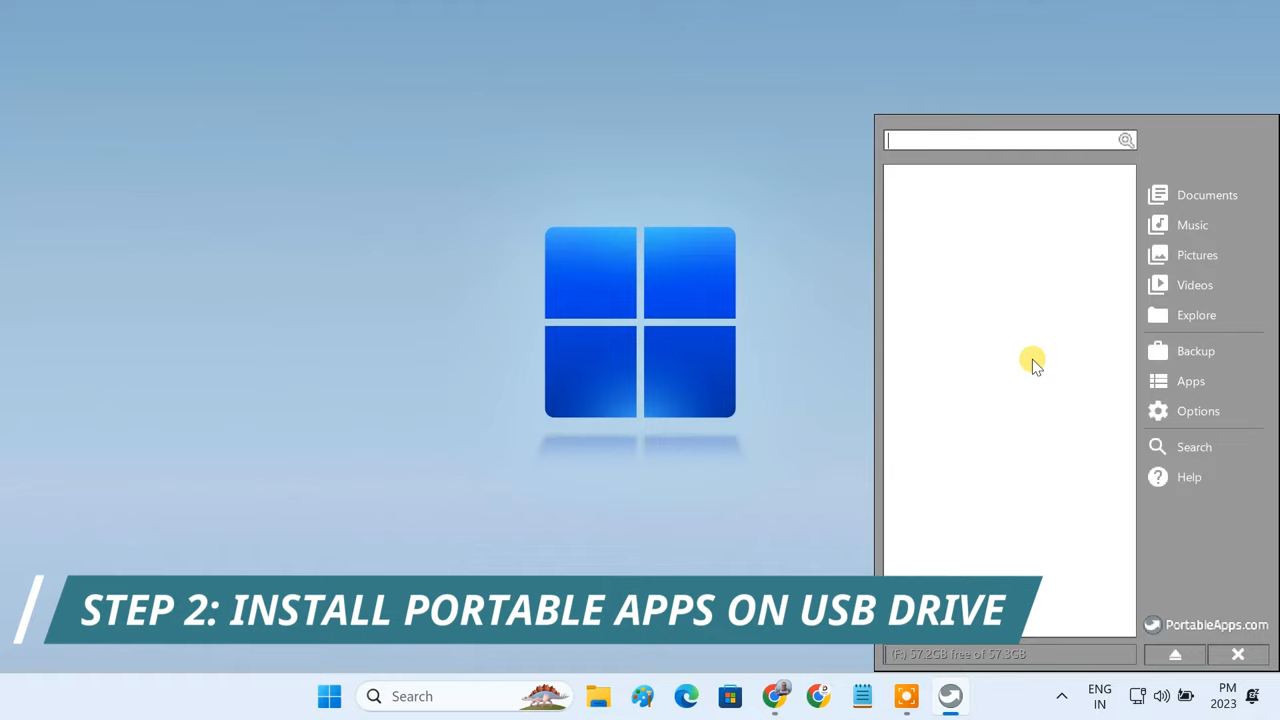 Documents
Music
Pictures
Videos
Explore
Backup
Apps
Options
Search
Help
STEP 2: INSTALL PORTABLE APPS ON USB DRIVE
PortableApps.com
(F:) 57.2GB free of 57.3GB
Search
ENG
IN
PM
2023